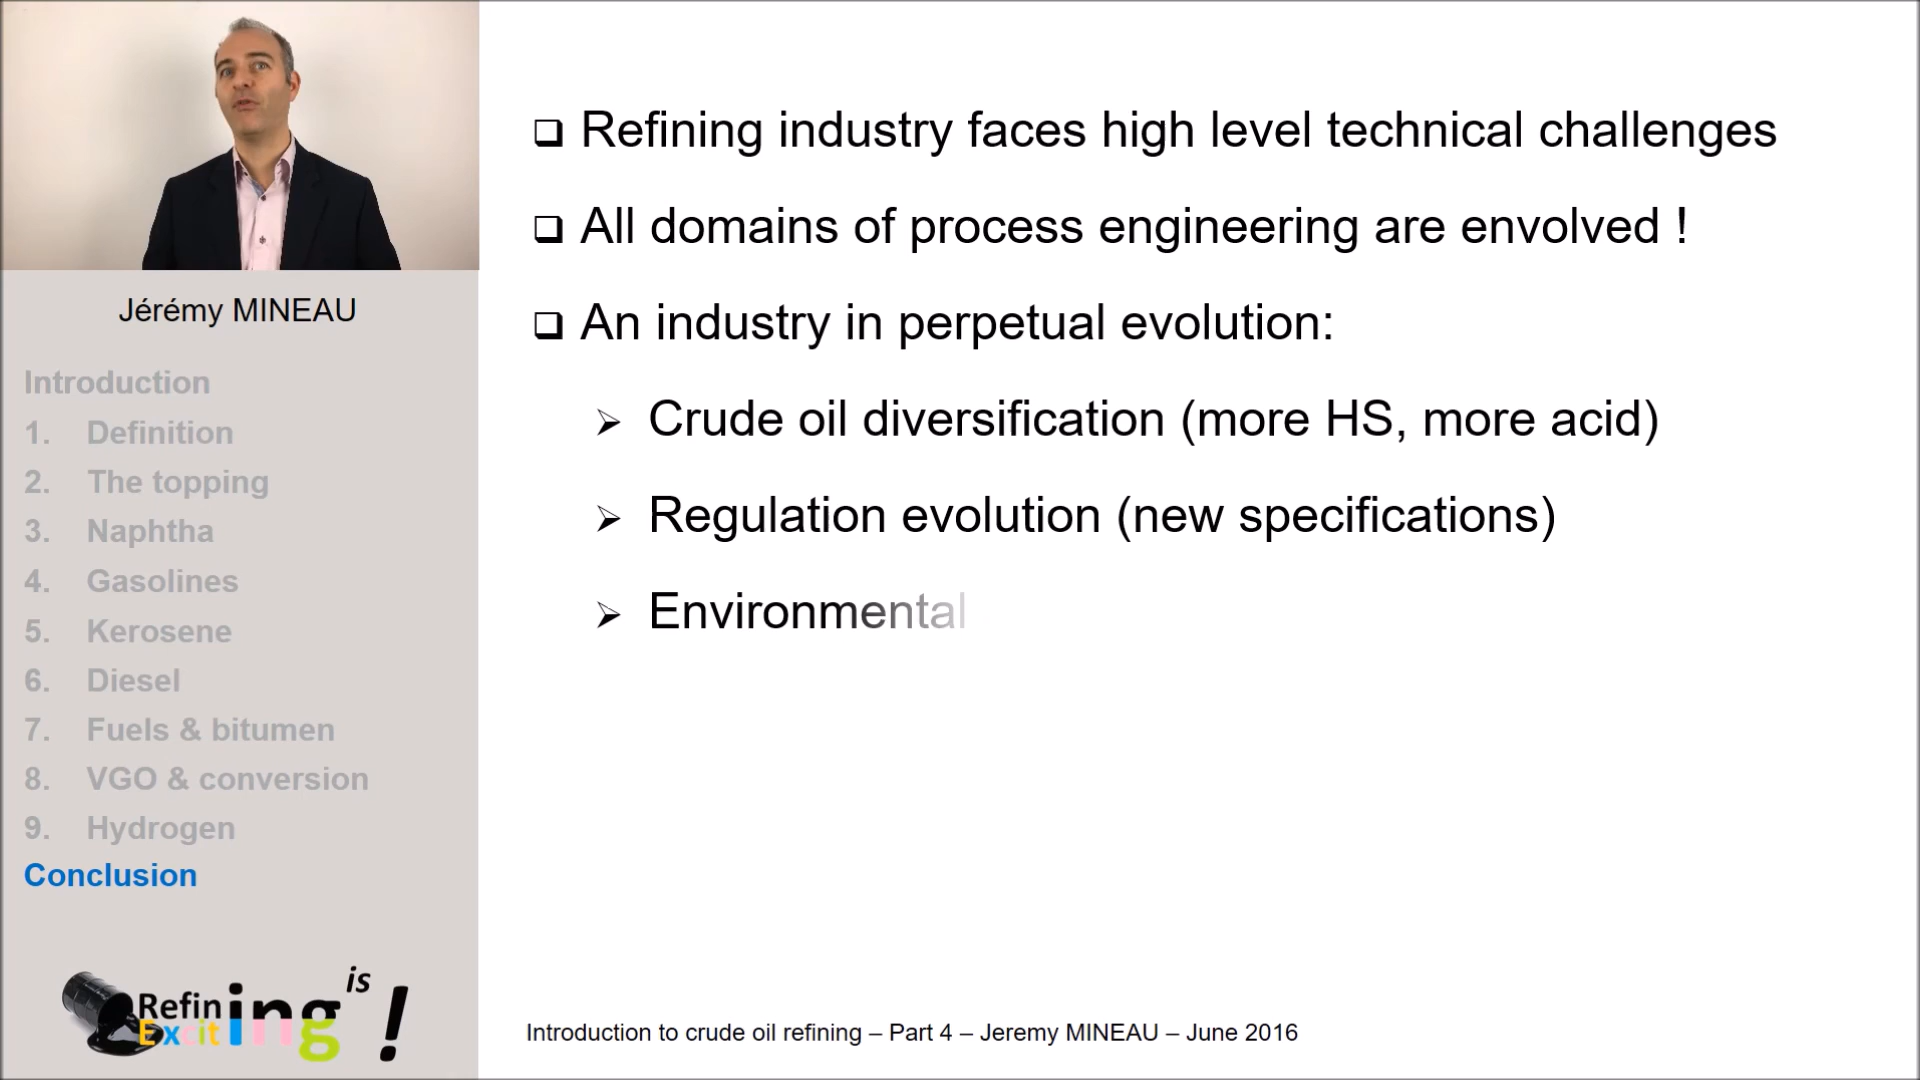 Jérémy MINEAU
Introduction
1. Definition
2. The topping
3. Naphtha
4. Gasolines
5. Kerosene
6. Diesel
7. Fuels & bitumen
8. VGO & conversion
9. Hydrogen
Conclusion
Refining is
Exciting !
Refining industry faces high level technical challenges
All domains of process engineering are envolved !
An industry in perpetual evolution:
Crude oil diversification (more HS, more acid)
Regulation evolution (new specifications)
Environmental
Introduction to crude oil refining – Part 4 – Jeremy MINEAU – June 2016